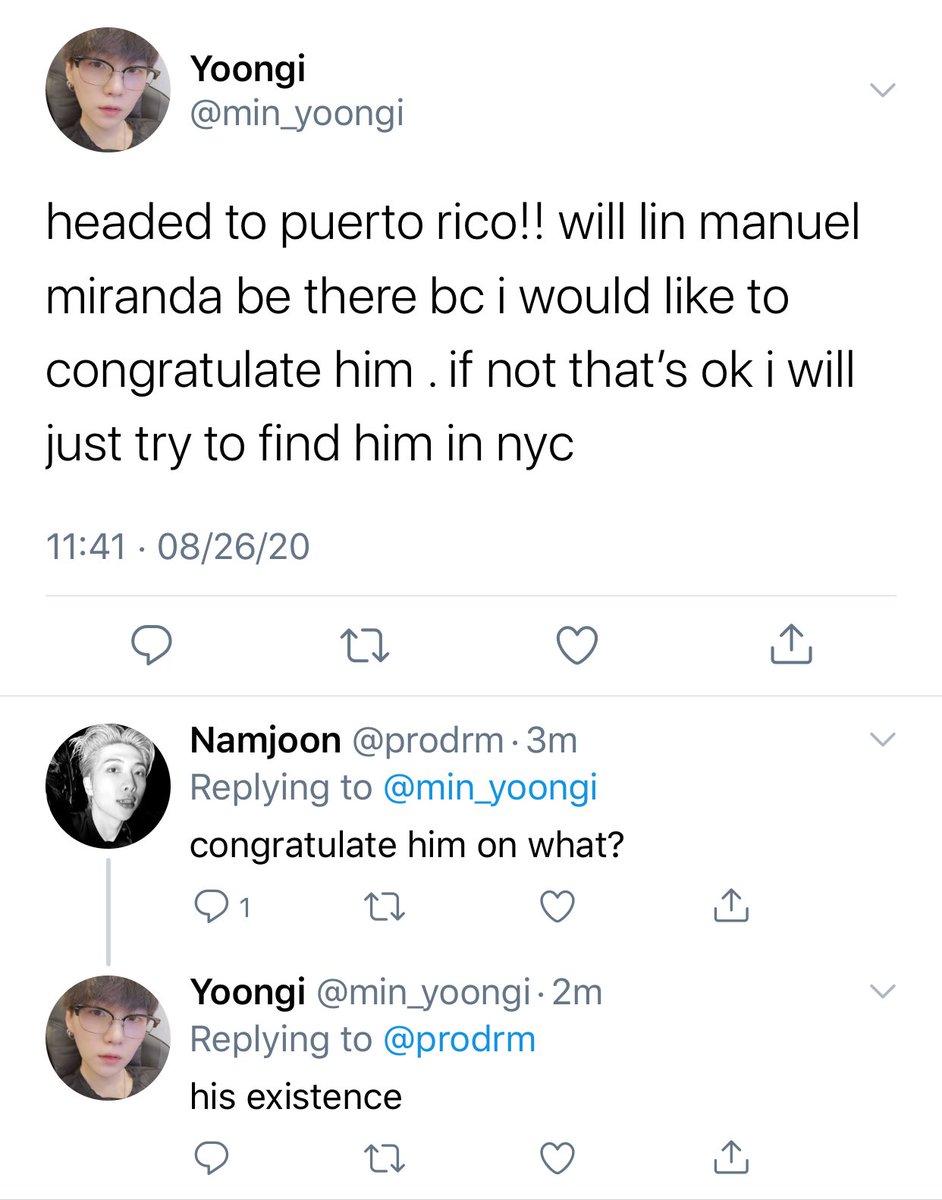 Yoongi
@min_yoongi
headed to puerto rico!! will lin manuel
miranda be there bc i would like to
congratulate him . if not that’s ok i will
just try to find him in nyc
11:41 · 08/26/20
Namjoon @prodrm · 3m
Replying to @min_yoongi
congratulate him on what?
1
Yoongi @min_yoongi · 2m
Replying to @prodrm
his existence